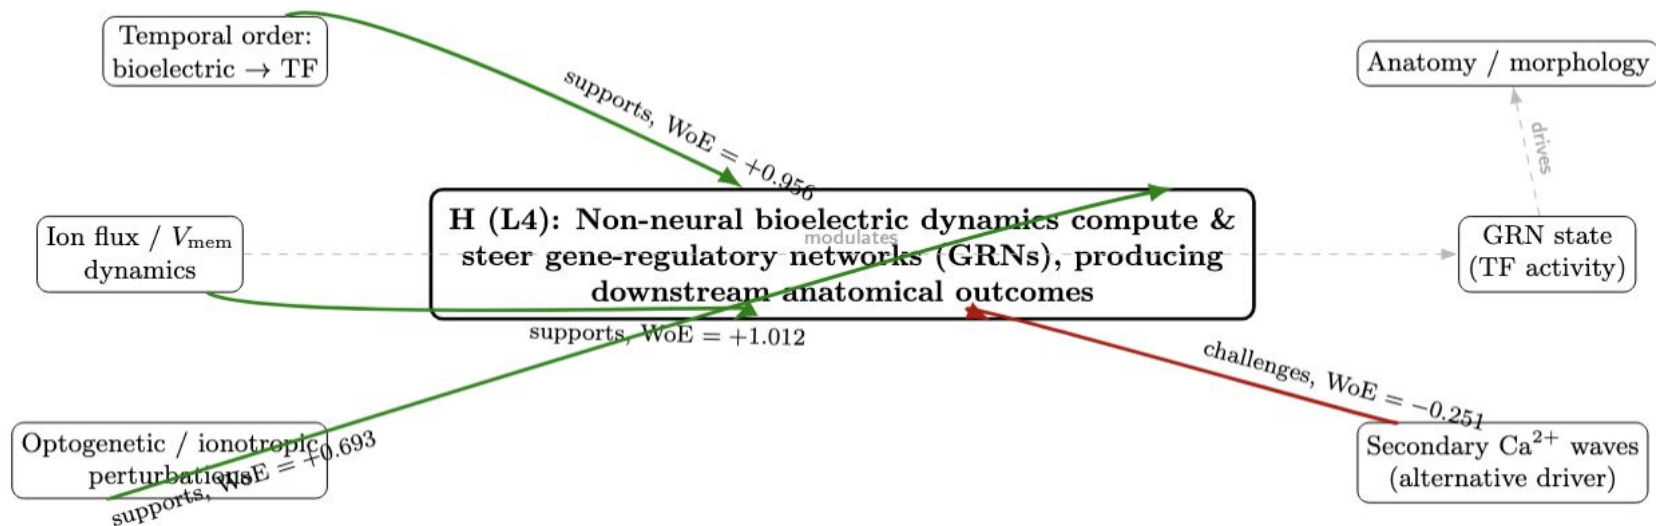 Temporal order:
bioelectric → TF
supports, WoE = +0.956
Anatomy / morphology
drives
Ion flux / Vmem
dynamics
H (L4): Non-neural bioelectric dynamics compute &
steer gene-regulatory networks (GRNs), producing
downstream anatomical outcomes
modulates
GRN state
(TF activity)
supports, WoE = +1.012
challenges, WoE = −0.251
Optogenetic / ionotropic
perturbations
supports, WoE = +0.693
Secondary Ca²⁺ waves
(alternative driver)